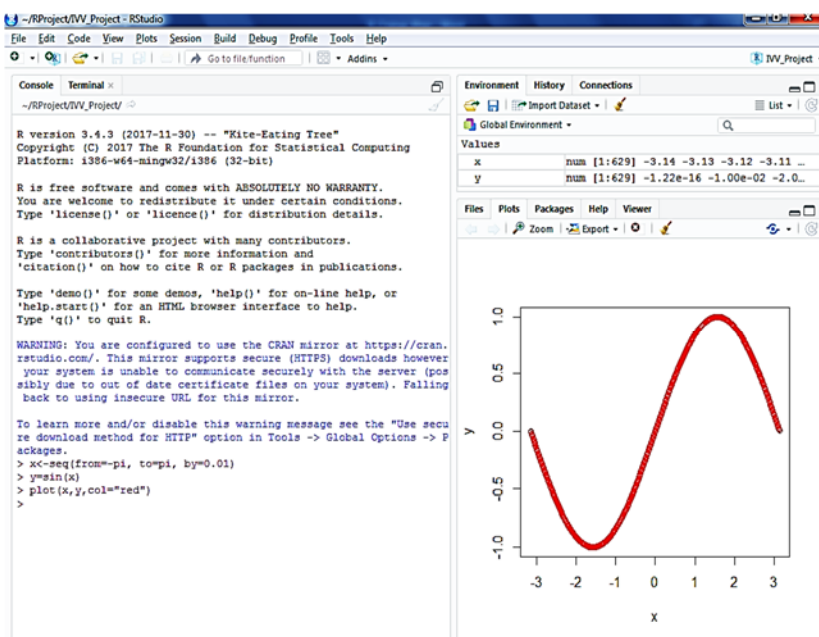 ~/RProject/IVV_Project - RStudio
File Edit Code View Plots Session Build Debug Profile Tools Help
Go to file/function Addins IVV_Project
Console Terminal
~/RProject/IVV_Project/
R version 3.4.3 (2017-11-30) -- "Kite-Eating Tree"
Copyright (C) 2017 The R Foundation for Statistical Computing
Platform: i386-w64-mingw32/i386 (32-bit)
R is free software and comes with ABSOLUTELY NO WARRANTY.
You are welcome to redistribute it under certain conditions.
Type 'license()' or 'licence()' for distribution details.
R is a collaborative project with many contributors.
Type 'contributors()' for more information and
'citation()' on how to cite R or R packages in publications.
Type 'demo()' for some demos, 'help()' for on-line help, or
'help.start()' for an HTML browser interface to help.
Type 'q()' to quit R.
WARNING: You are configured to use the CRAN mirror at https://cran.
rstudio.com/. This mirror supports secure (HTTPS) downloads however
your system is unable to communicate securely with the server (pos
sibly due to out of date certificate files on your system). Falling
back to using insecure URL for this mirror.
To learn more and/or disable this warning message see the "Use secu
re download method for HTTP" option in Tools -> Global Options -> P
ackages.
> x<-seq(from=-pi, to=pi, by=0.01)
> y=sin(x)
> plot(x,y,col="red")
>
Environment History Connections
Import Dataset List
Global Environment
Values
x num [1:629] -3.14 -3.13 -3.12 -3.11 ...
y num [1:629] -1.22e-16 -1.00e-02 -2.0…
Files Plots Packages Help Viewer
Zoom Export
1.0
0.5
0.0
-0.5
-1.0
y
-3 -2 -1 0 1 2 3
x